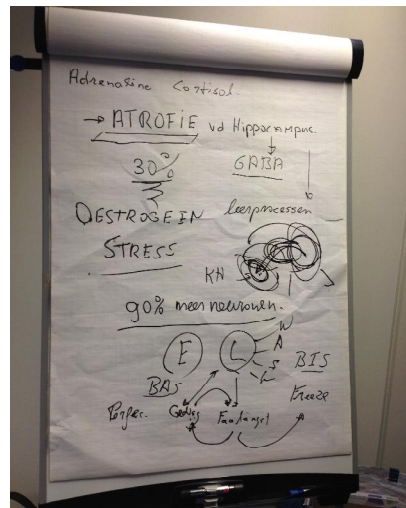 Adrenaline Cortisol
→ ATROFIE vd Hippocampus.
30%
GABA
OESTROGEEN leerprocessen
STRESS
KH
90% meer neuronen.
E L W
A
S
BAS BIS
Perfec. Gedrag Faalangst Freeze